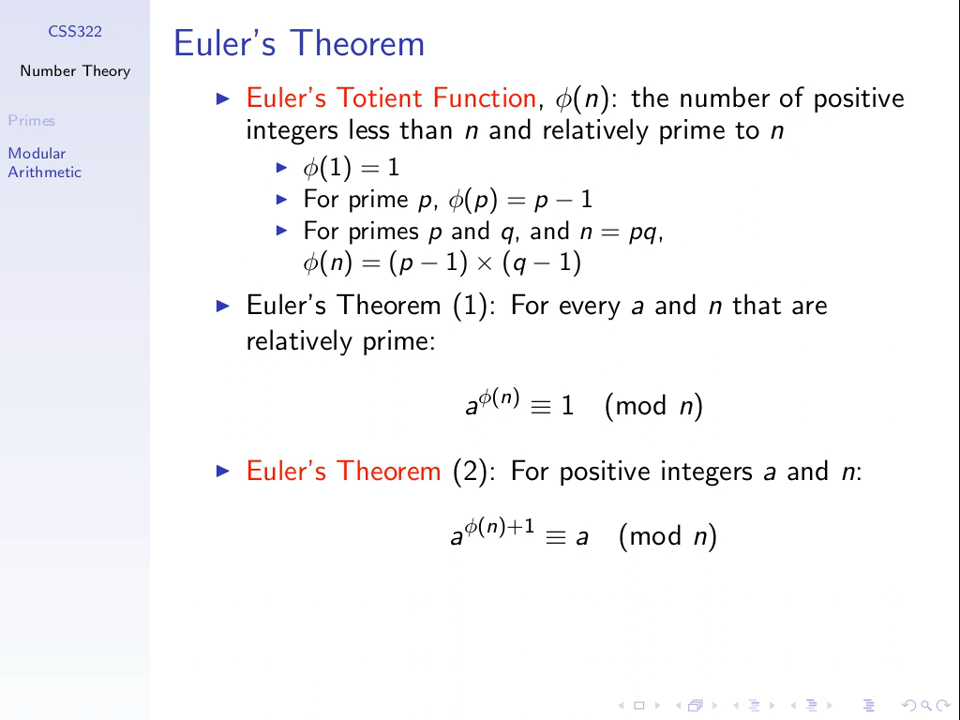 CSS322
Number Theory
Primes
Modular
Arithmetic
Euler's Theorem
Euler's Totient Function, ϕ(n): the number of positive
integers less than n and relatively prime to n
ϕ(1) = 1
For prime p, ϕ(p) = p − 1
For primes p and q, and n = pq,
ϕ(n) = (p − 1) × (q − 1)
Euler's Theorem (1): For every a and n that are
relatively prime:
a^ϕ(n) ≡ 1 (mod n)
Euler's Theorem (2): For positive integers a and n:
a^ϕ(n)+1 ≡ a (mod n)